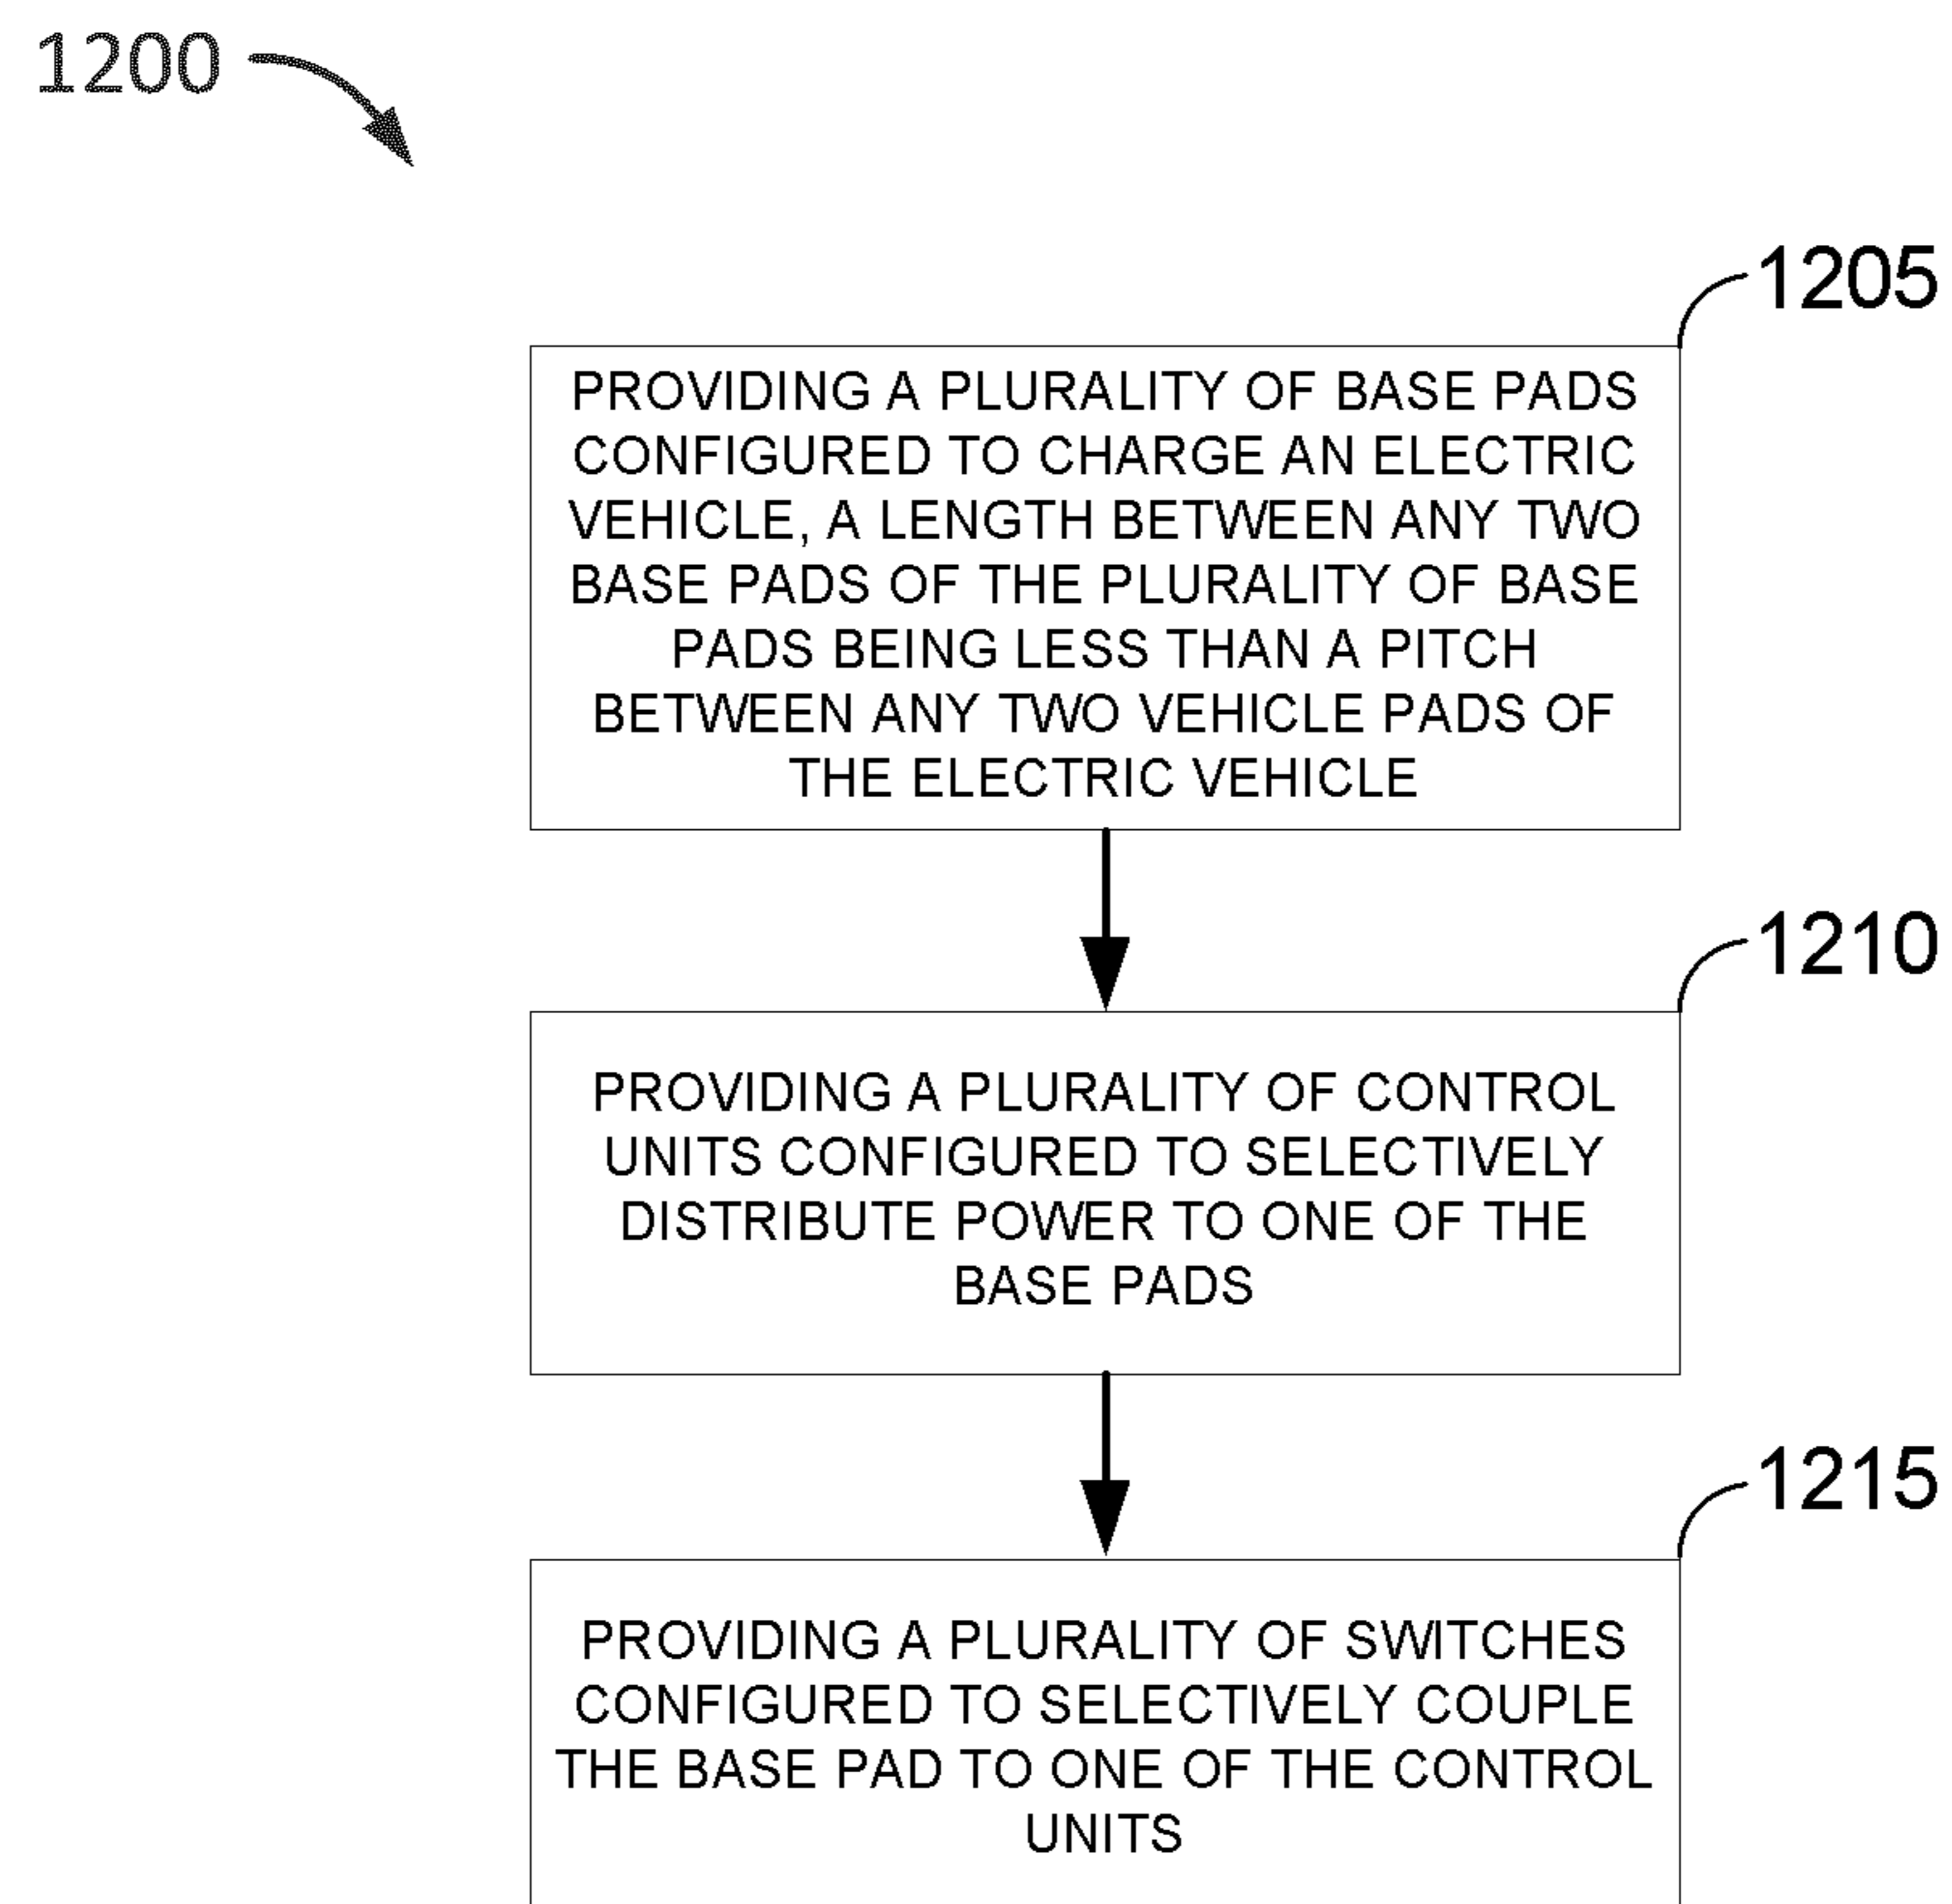 1200
1205
PROVIDING A PLURALITY OF BASE PADS
CONFIGURED TO CHARGE AN ELECTRIC
VEHICLE, A LENGTH BETWEEN ANY TWO
BASE PADS OF THE PLURALITY OF BASE
PADS BEING LESS THAN A PITCH
BETWEEN ANY TWO VEHICLE PADS OF
THE ELECTRIC VEHICLE
1210
PROVIDING A PLURALITY OF CONTROL
UNITS CONFIGURED TO SELECTIVELY
DISTRIBUTE POWER TO ONE OF THE
BASE PADS
1215
PROVIDING A PLURALITY OF SWITCHES
CONFIGURED TO SELECTIVELY COUPLE
THE BASE PAD TO ONE OF THE CONTROL
UNITS